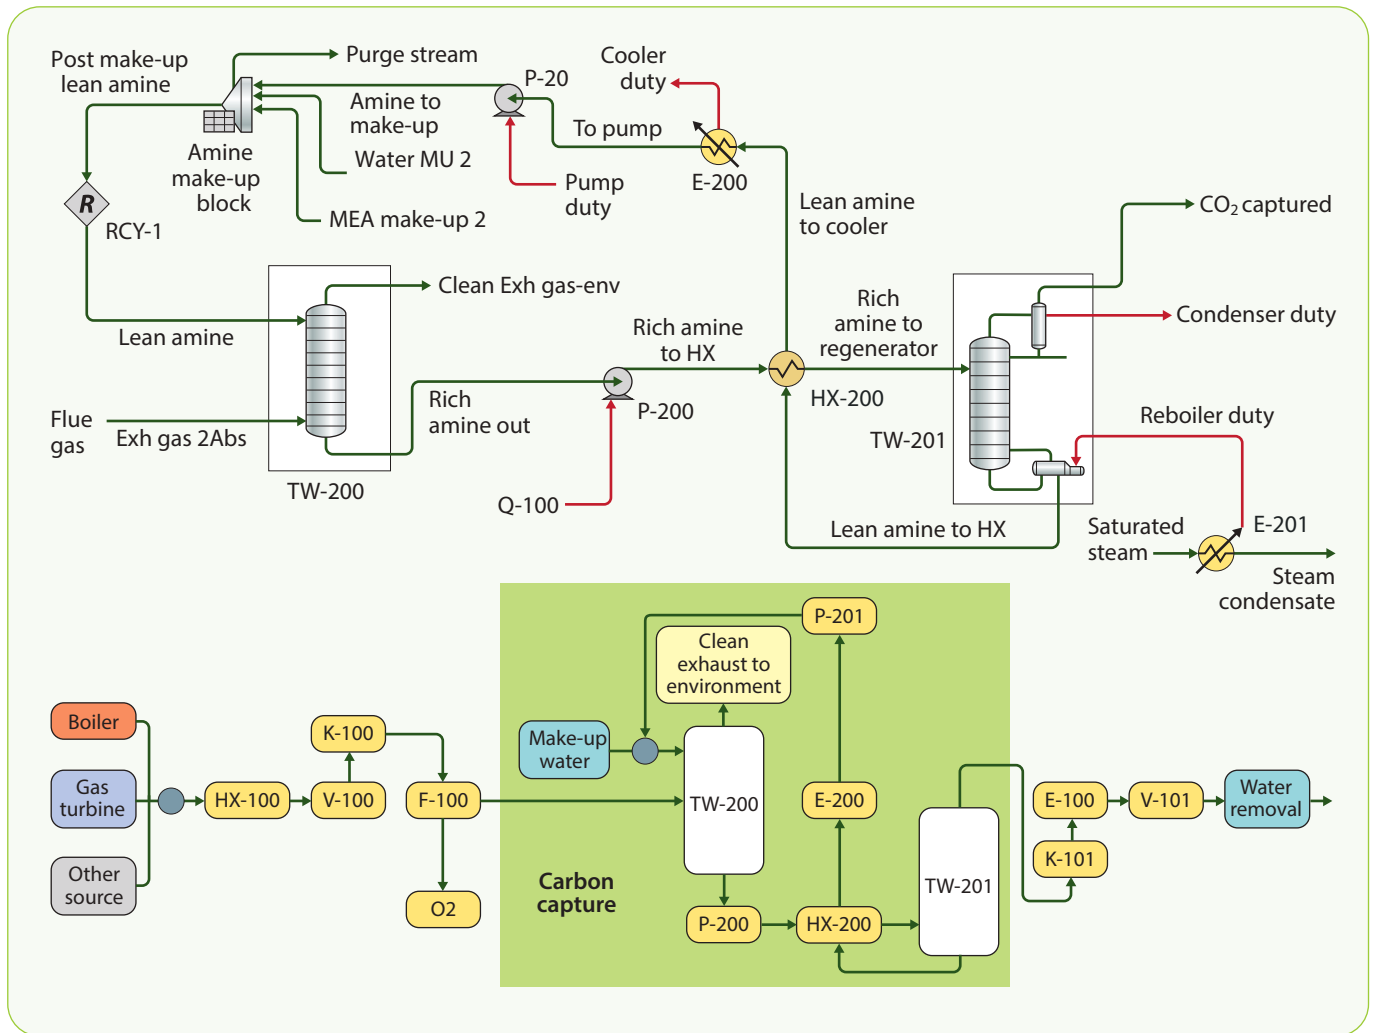 Post make-up
lean amine
Purge stream
Cooler
duty
P-20
Amine to
make-up
To pump
Amine
make-up
block
Water MU 2
Pump
duty
E-200
MEA make-up 2
R
RCY-1
Lean amine
to cooler
CO2 captured
Clean Exh gas-env
Lean amine
Rich amine
to HX
Rich
amine to
regenerator
Condenser duty
Flue
gas
Exh gas 2Abs
Rich
amine out
P-200
HX-200
TW-201
Reboiler duty
TW-200
Q-100
Lean amine to HX
Saturated
steam
E-201
Steam
condensate
P-201
Clean
exhaust to
environment
Boiler
K-100
Make-up
water
Gas
turbine
HX-100
V-100
F-100
TW-200
E-200
E-100
V-101
Water
removal
K-101
Other
source
O2
Carbon
capture
TW-201
P-200
HX-200